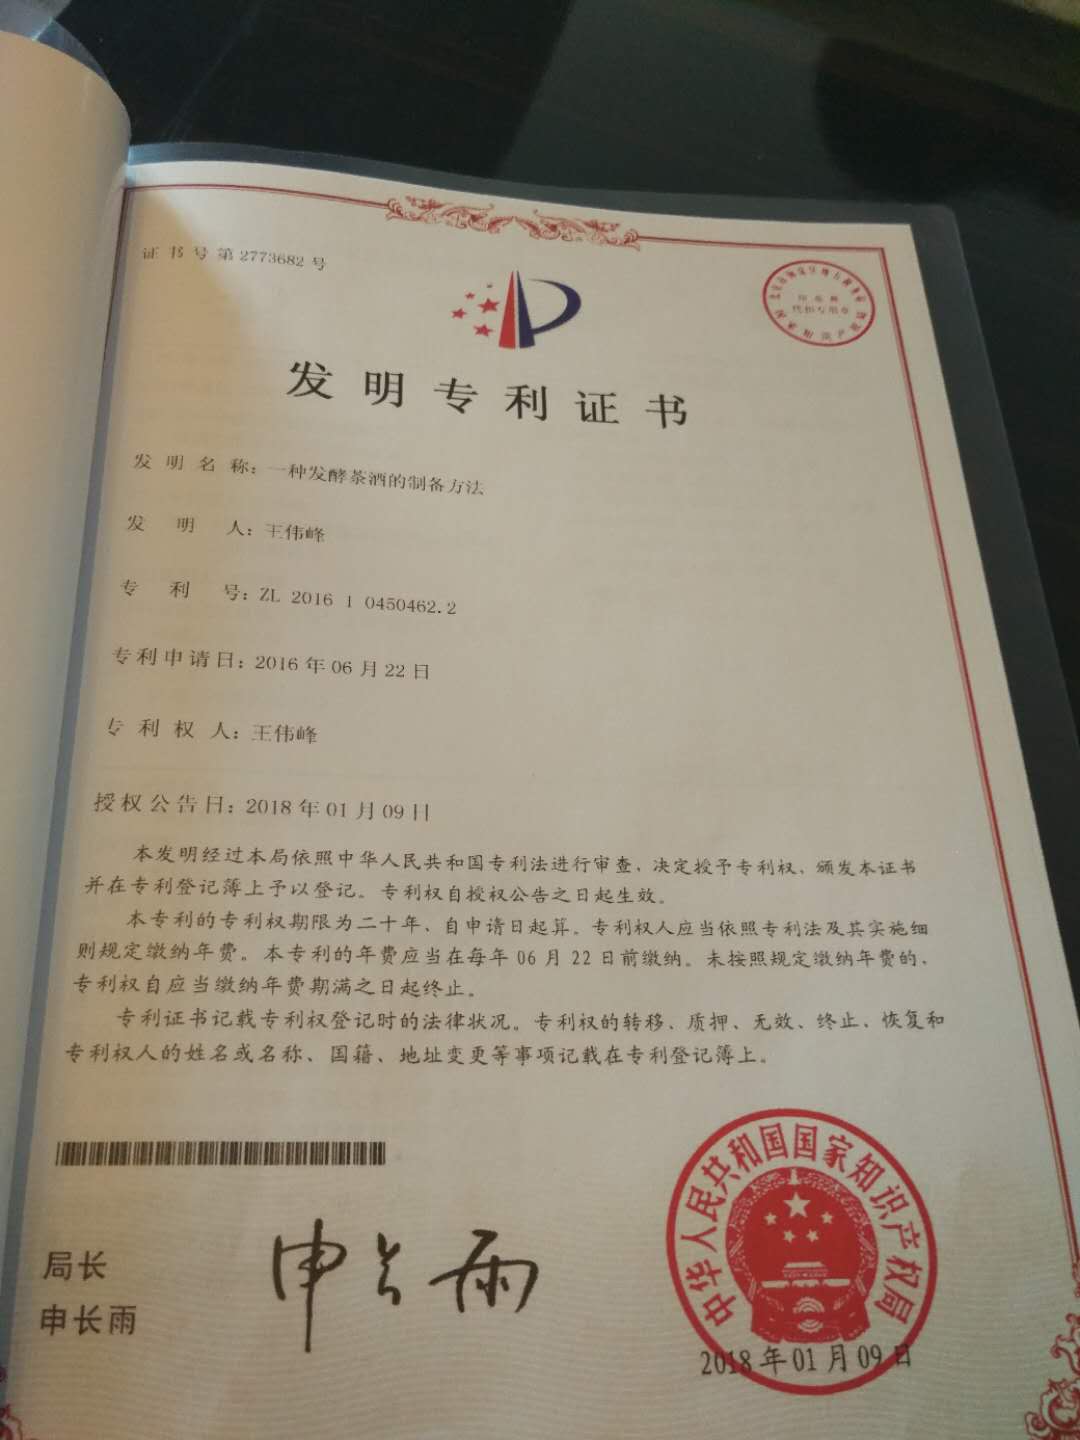 证书号第2773682号
发明专利证书
发明名称：一种发酵茶酒的制备方法
发明人：王伟峰
专利号：ZL 2016 1 0450462.2
专利申请日：2016年06月22日
专利权人：王伟峰
授权公告日：2018年01月09日
本发明经过本局依照中华人民共和国专利法进行审查，决定授予专利权，颁发本证书
并在专利登记簿上予以登记。专利权自授权公告之日起生效。
本专利的专利权期限为二十年，自申请日起算。专利权人应当依照专利法及其实施细
则规定缴纳年费。本专利的年费应当在每年06月22日前缴纳。未按照规定缴纳年费的，
专利权自应当缴纳年费期满之日起终止。
专利证书记载专利权登记时的法律状况。专利权的转移、质押、无效、终止、恢复和
专利权人的姓名或名称、国籍、地址变更等事项记载在专利登记簿上。
局长
申长雨
申长雨
中华人民共和国国家知识产权局
2018年01月09日